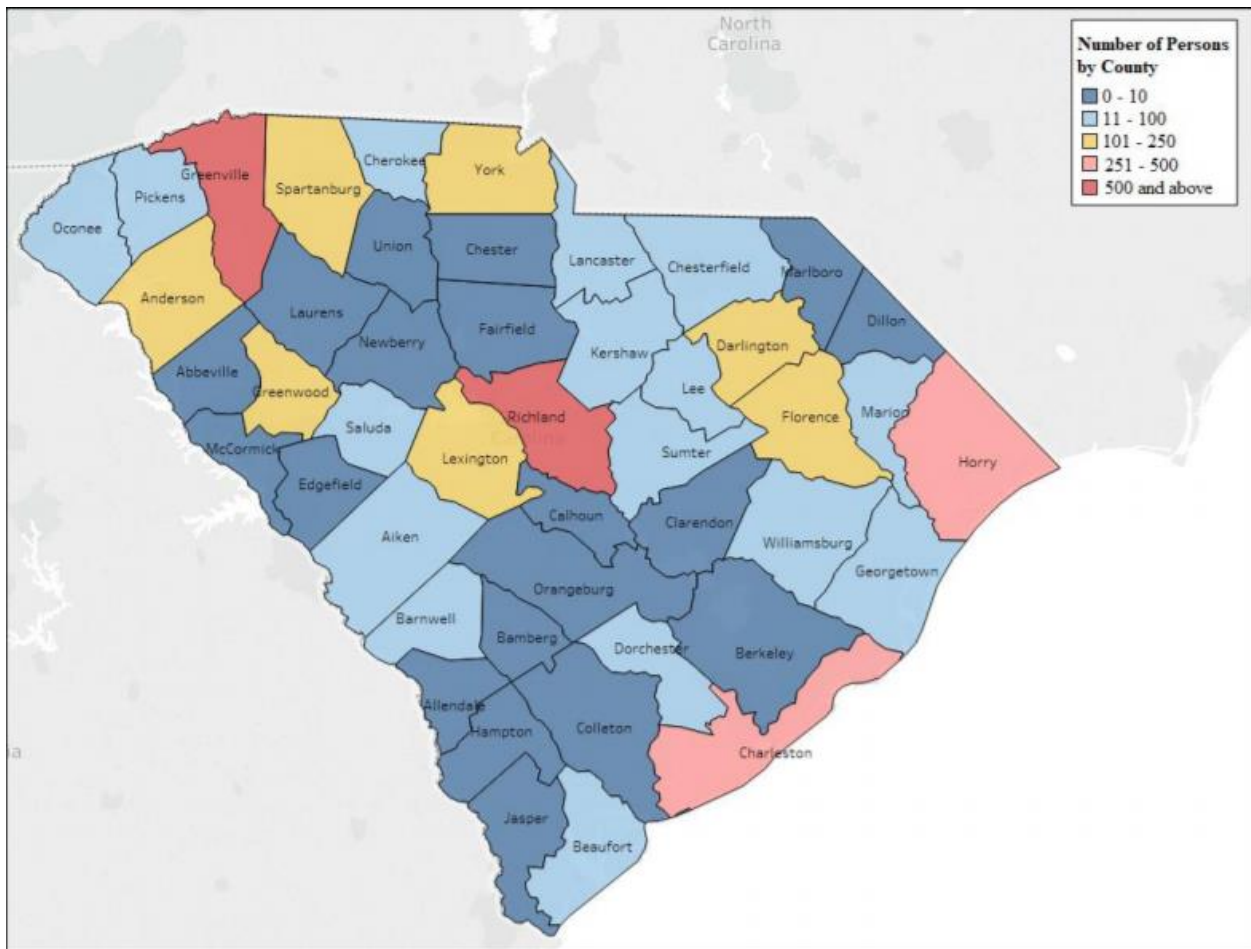 North
Carolina
Number of Persons
by County
0 - 10
11 - 100
101 - 250
251 - 500
500 and above
Greenville
Spartanburg
Cherokee
York
Pickens
Oconee
Union
Chester
Lancaster
Chesterfield
Marlboro
Anderson
Laurens
Newberry
Fairfield
Dillon
Kershaw
Darlington
Abbeville
Greenwood
Lee
Saluda
Richland
Florence
Marion
McCormick
Lexington
Sumter
Horry
Edgefield
Calhoun
Clarendon
Aiken
Williamsburg
Georgetown
Orangeburg
Barnwell
Bamberg
Dorchester
Berkeley
Allendale
Hampton
Colleton
Charleston
ia
Jasper
Beaufort